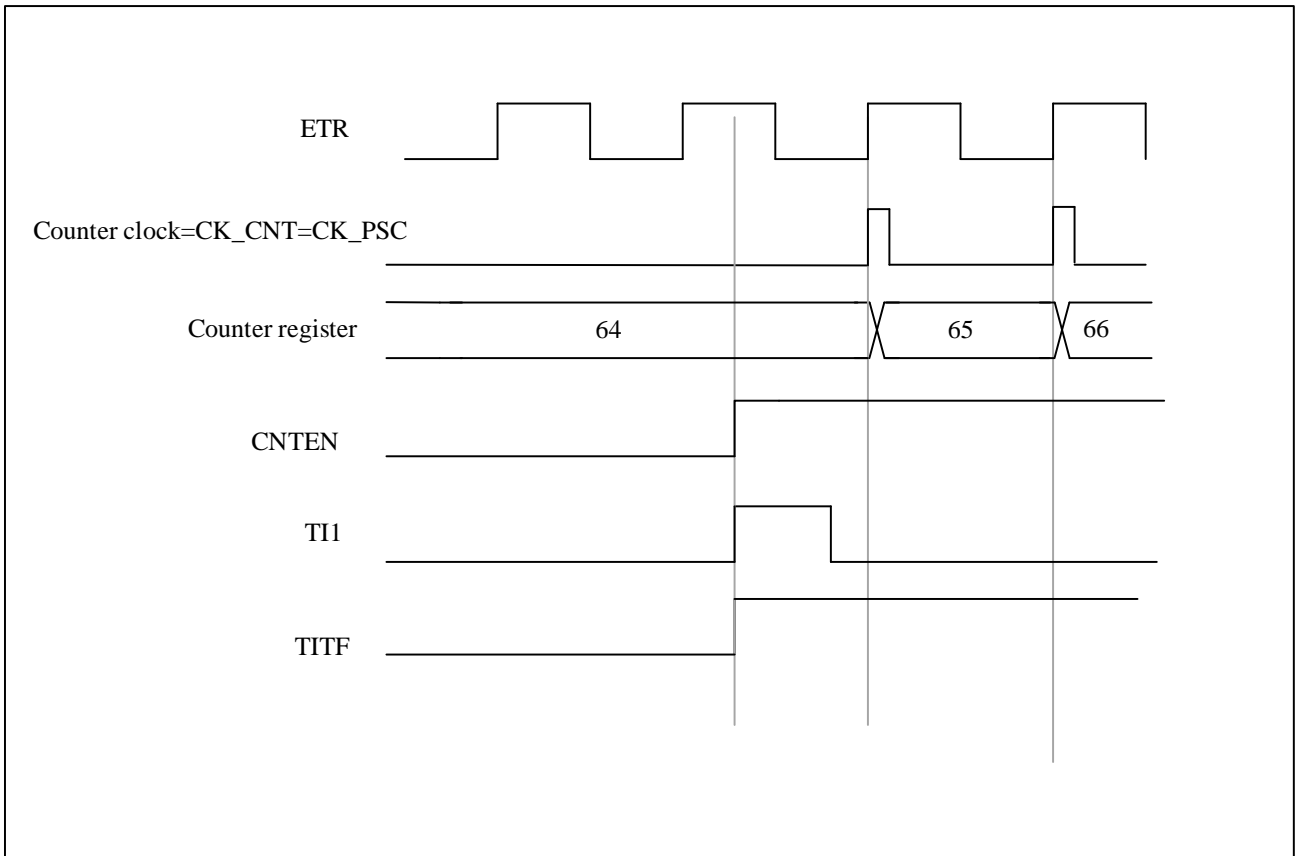 ETR
Counter clock=CK_CNT=CK_PSC
Counter register
64
65
66
CNTEN
TI1
TITF